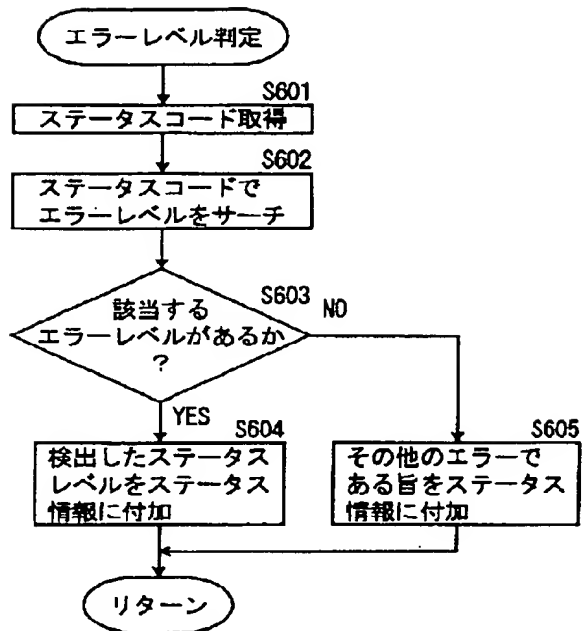 エラーレベル判定
S601
ステータスコード取得
S602
ステータスコードで
エラーレベルをサーチ
S603
該当する
エラーレベルがあるか
?
NO
YES
S604
検出したステータス
レベルをステータス
情報に付加
S605
その他のエラーで
ある旨をステータス
情報に付加
リターン